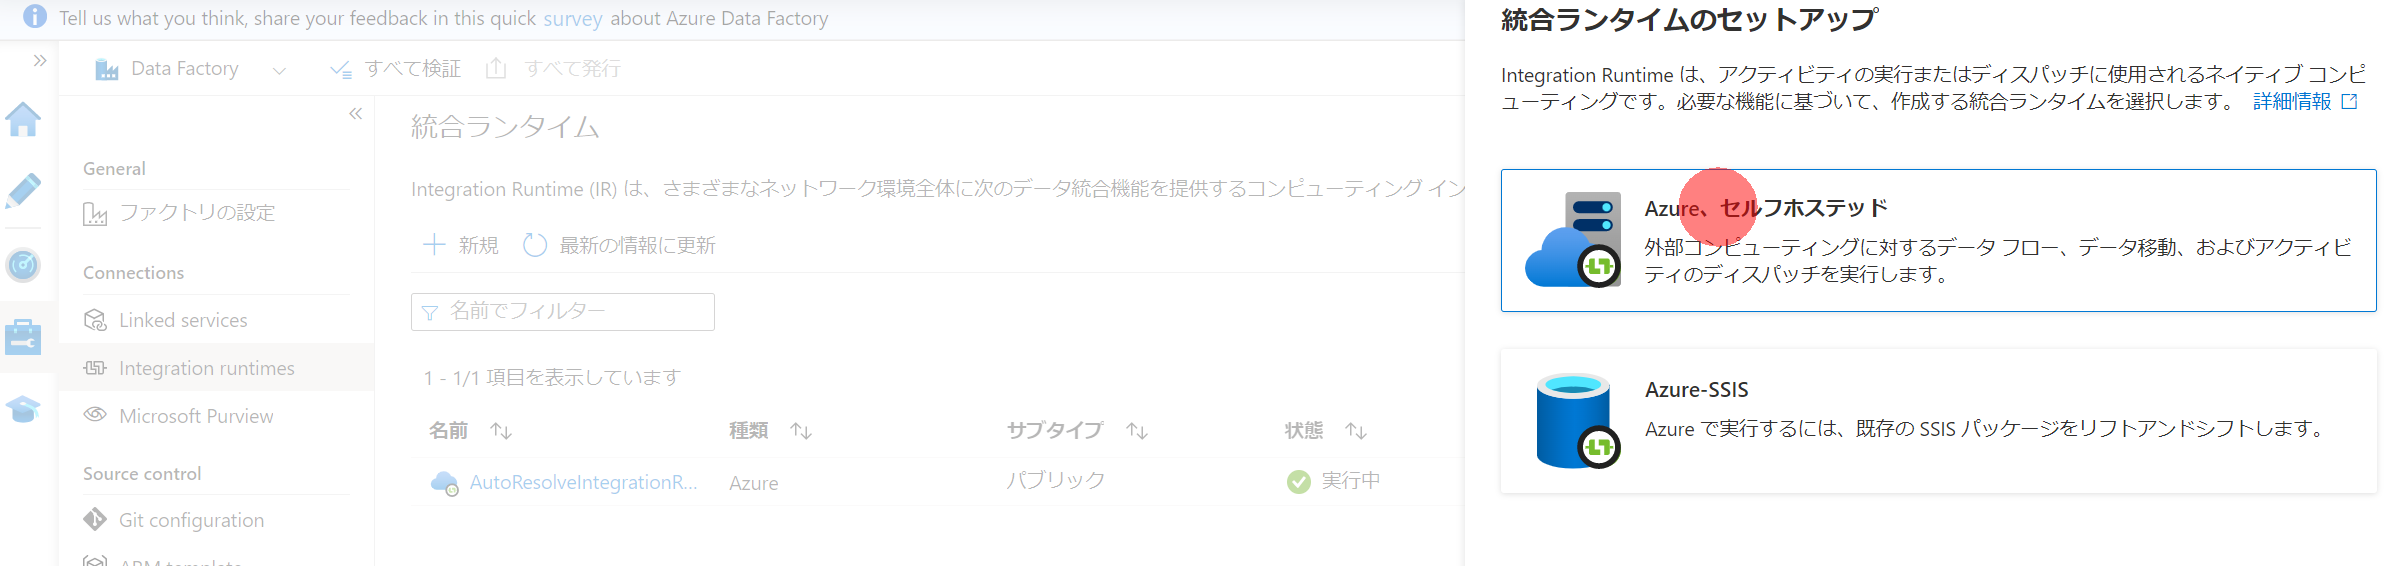 Tell us what you think, share your feedback in this quick survey about Azure Data Factory
Data Factory
すべて検証
すべて発行
General
ファクトリの設定
Connections
Linked services
Integration runtimes
Microsoft Purview
Source control
Git configuration
ARM template
統合ランタイム
Integration Runtime (IR) は、さまざまなネットワーク環境全体に次のデータ統合機能を提供するコンピューティング イン
新規
最新の情報に更新
名前でフィルター
1 - 1/1 項目を表示しています
名前 種類 サブタイプ 状態
AutoResolveIntegrationR... Azure パブリック 実行中
統合ランタイムのセットアップ
Integration Runtime は、アクティビティの実行またはディスパッチに使用されるネイティブ コンピ
ューティングです。必要な機能に基づいて、作成する統合ランタイムを選択します。 詳細情報
Azure、セルフホステッド
外部コンピューティングに対するデータ フロー、データ移動、およびアクティビ
ティのディスパッチを実行します。
Azure-SSIS
Azure で実行するには、既存の SSIS パッケージをリフトアンドシフトします。